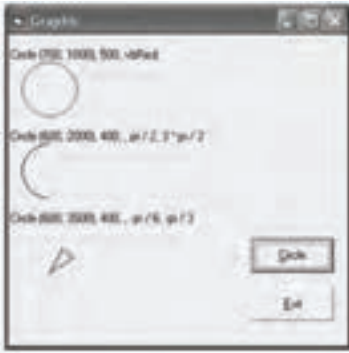 Graphic
Circle (700, 1000), 500, vbRed
Circle (600, 2000), 400, , pi / 2, 3 * pi / 2
Circle (600, 3500), 400, , -pi / 6, -pi / 3
Circle
Exit